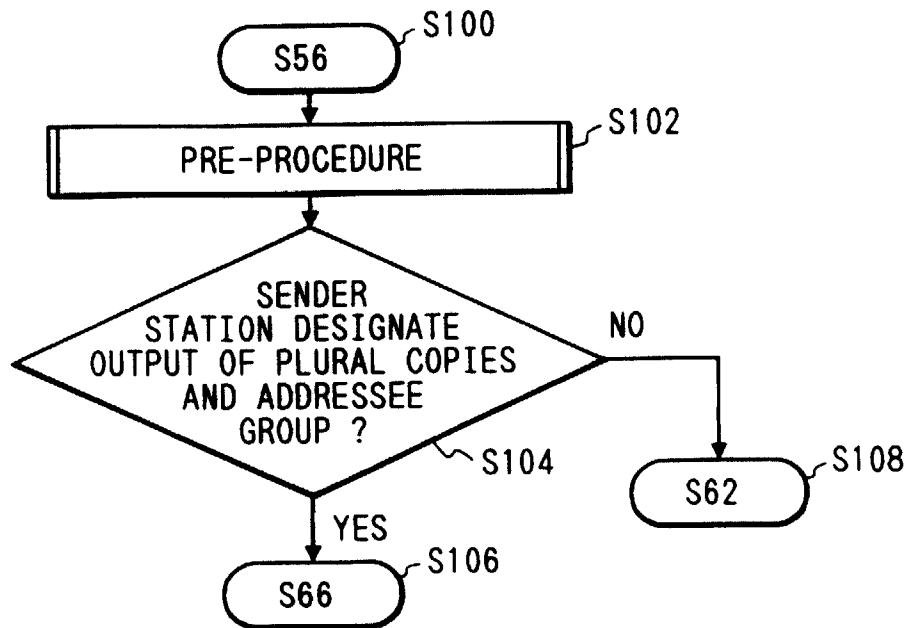 S100
S56
S102
PRE-PROCEDURE
SENDER
STATION DESIGNATE
OUTPUT OF PLURAL COPIES
AND ADDRESSEE
GROUP ?
NO
S104
S108
S62
YES
S106
S66